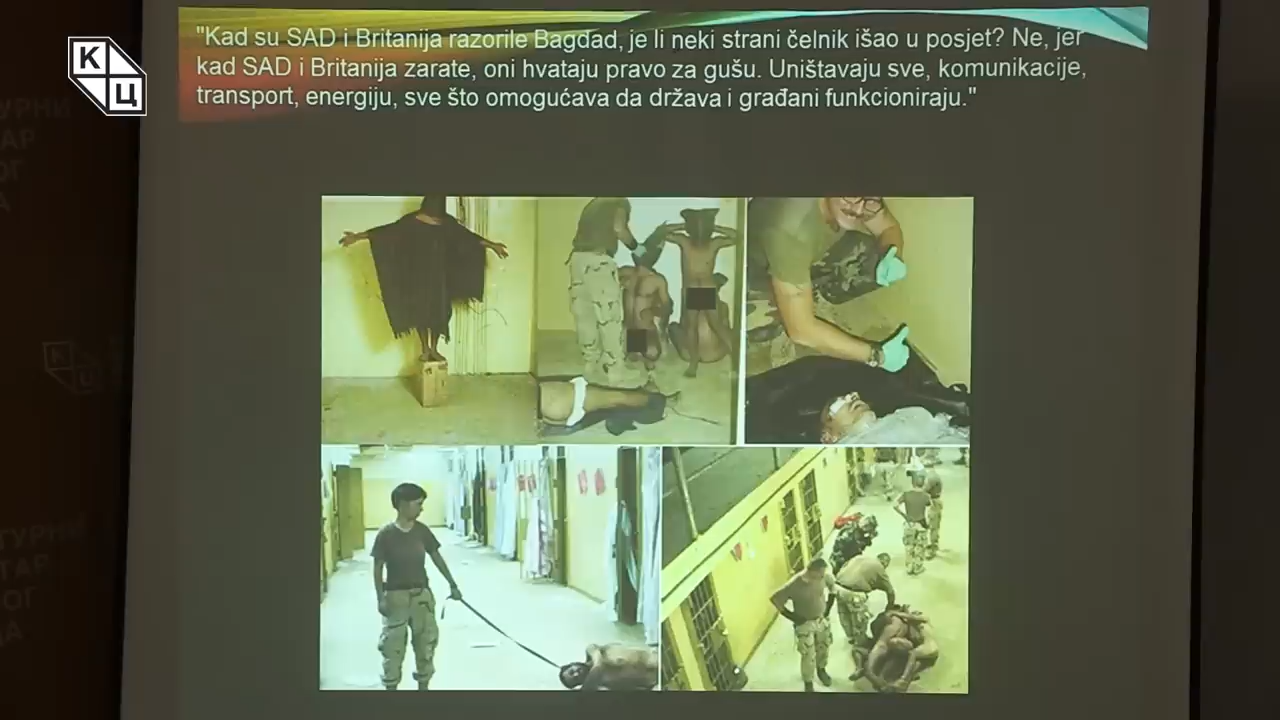 "Kad su SAD i Britanija razorile Bagdad, je li neki strani čelnik išao u posjet? Ne, jer
kad SAD i Britanija zarate, oni hvataju pravo za gušu. Uništavaju sve, komunikacije,
transport, energiju, sve što omogućava da država i građani funkcioniraju."
К
Ц
К
Ц